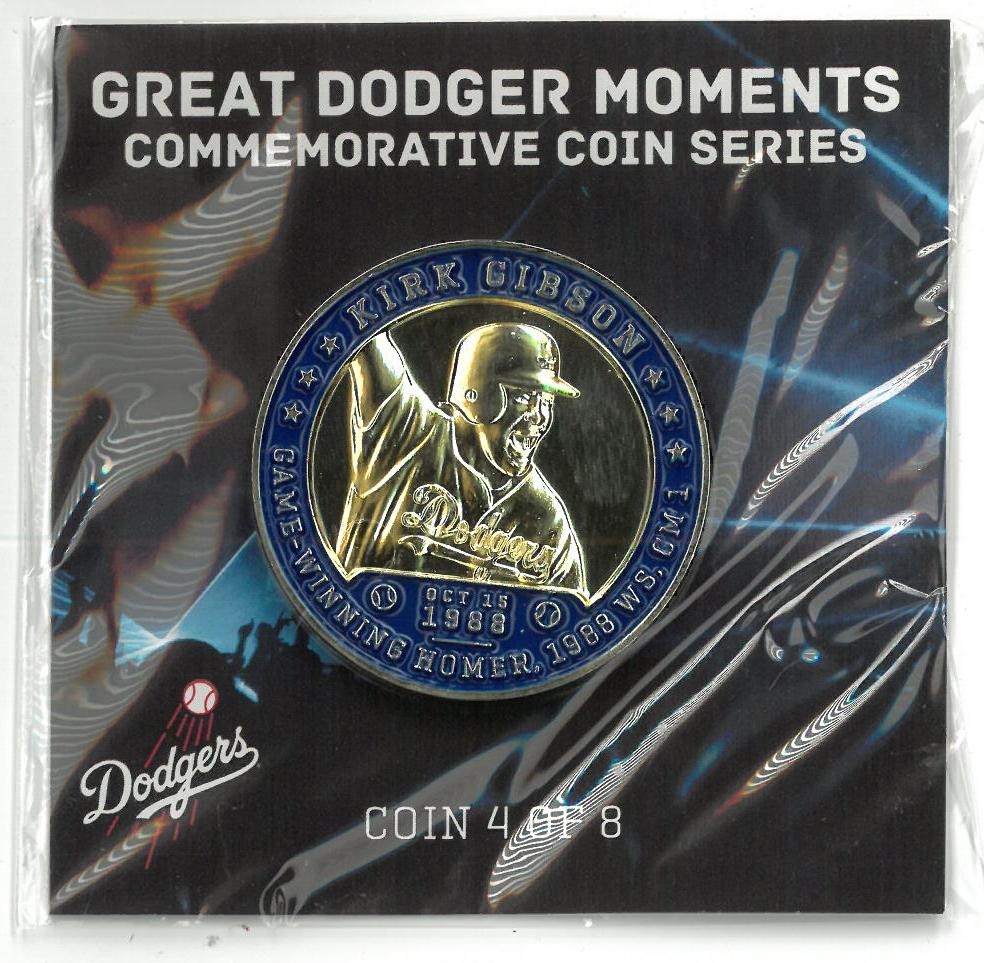 GREAT DODGER MOMENTS
COMMEMORATIVE COIN SERIES
KIRK GIBSON
Dodgers
OCT 15
1988
GAME-WINNING HOMER, 1988 WS, GM 1
Dodgers
COIN 4 OF 8